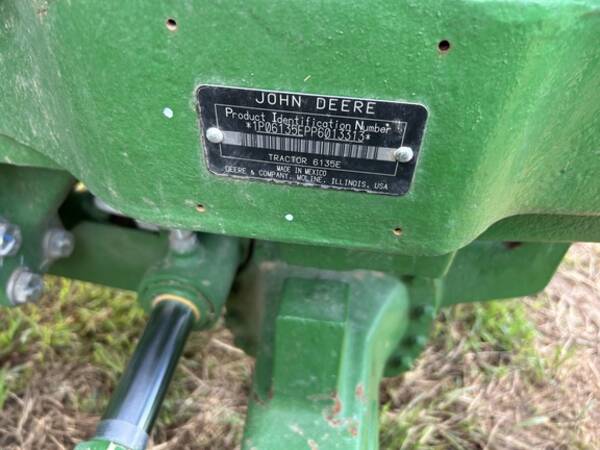 JOHN DEERE
Product Identification Number
*1P06135EPP6013313*
TRACTOR 6135E
MADE IN MEXICO
DEERE & COMPANY, MOLINE, ILLINOIS, USA